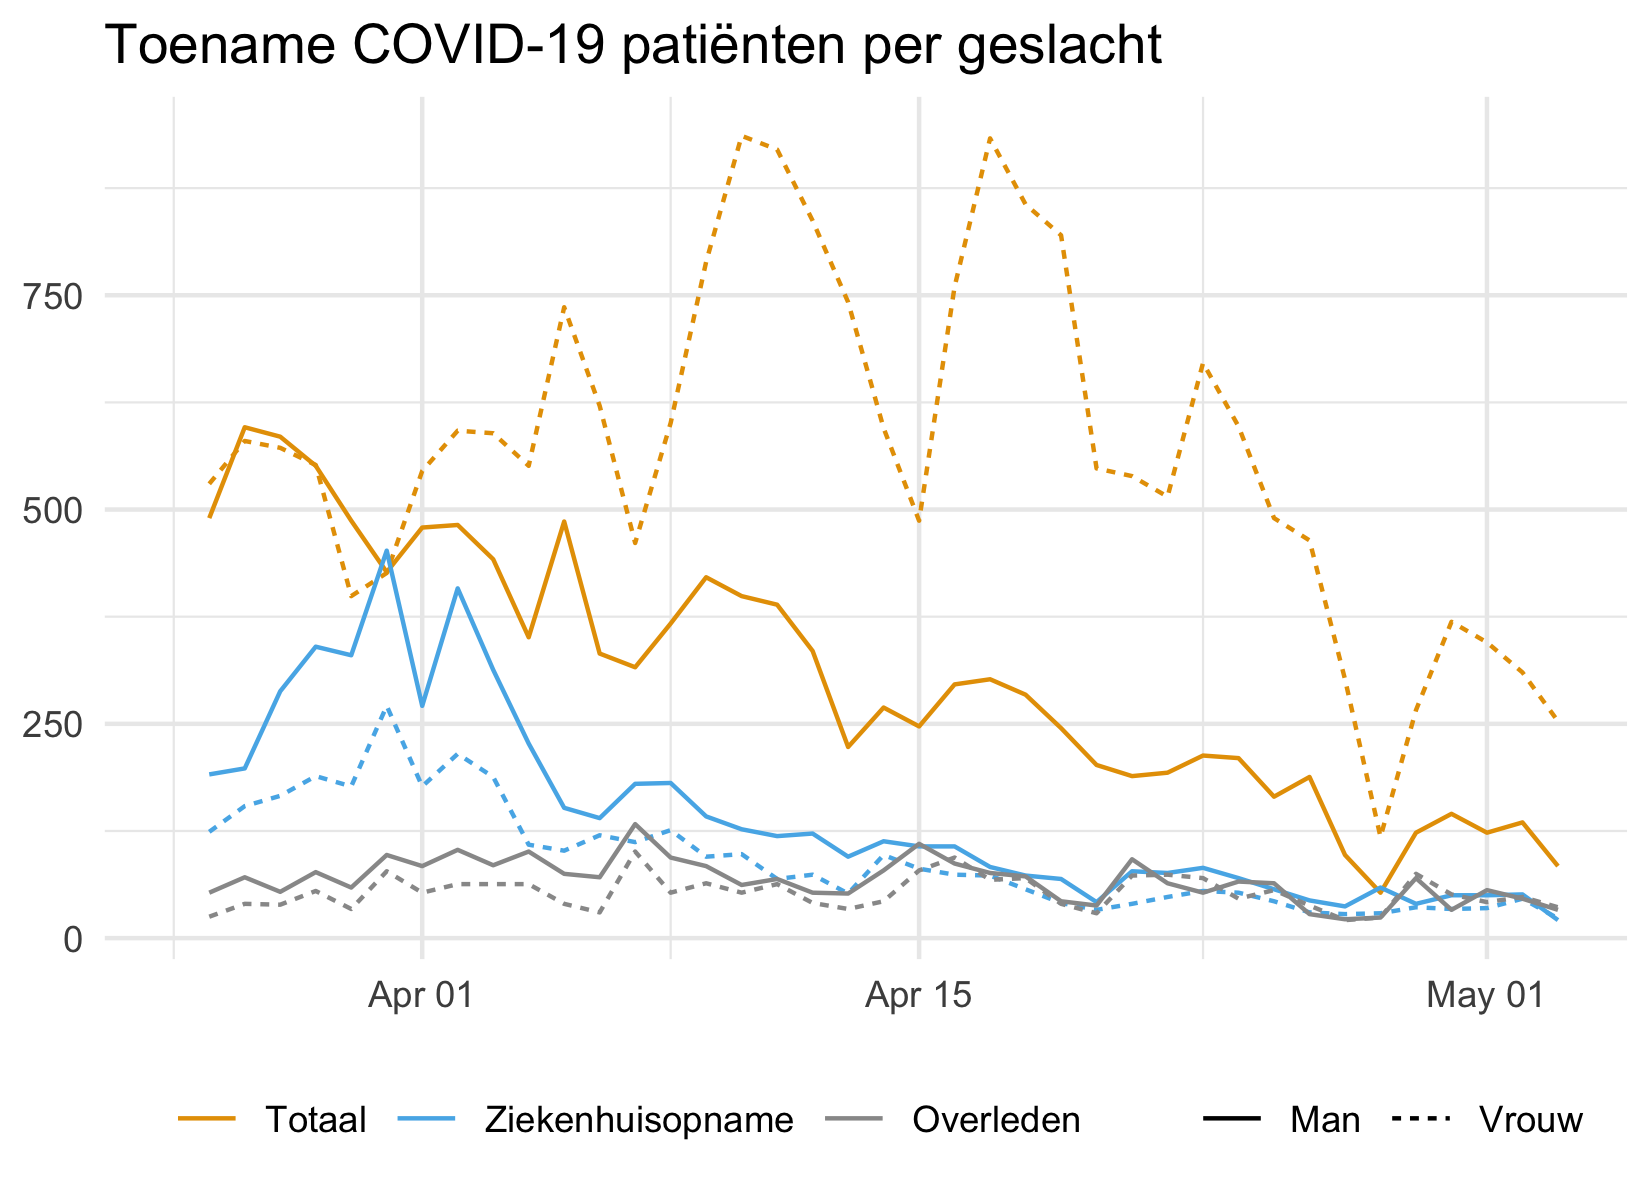 Toename COVID-19 patiënten per geslacht
750
500
250
0
Apr 01 Apr 15 May 01
Totaal Ziekenhuisopname Overleden Man Vrouw